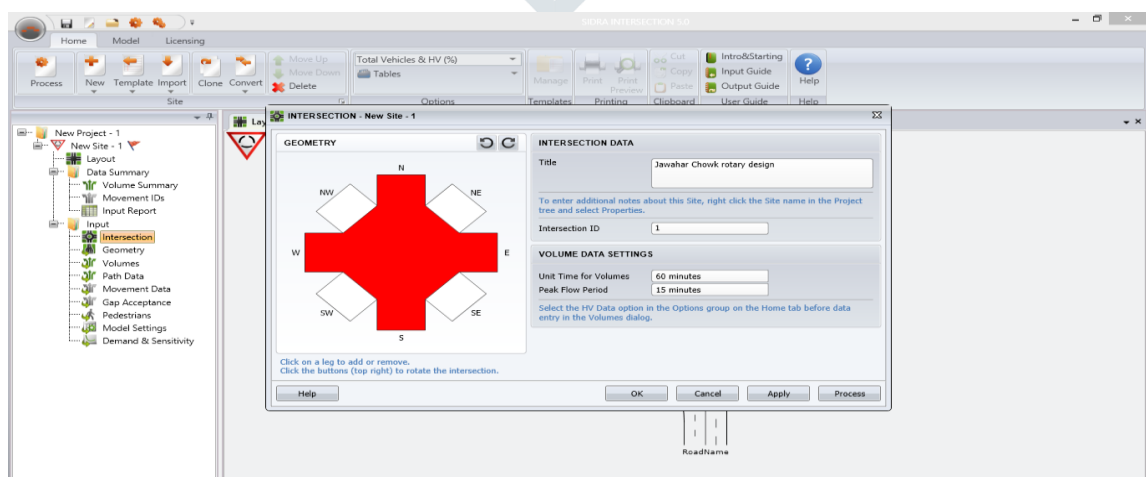 SIDRA INTERSECTION 5.0
Home Model Licensing
Process
New
Template
Import
Clone
Convert
Move Up
Move Down
Delete
Site
Total Vehicles & HV (%)
Tables
Options
Manage
Templates
Print
Print Preview
Printing
Cut
Copy
Paste
Clipboard
Intro&Starting
Input Guide
Output Guide
User Guide
Help
Help
New Project - 1
New Site - 1
Layout
Data Summary
Volume Summary
Movement IDs
Input Report
Input
Intersection
Geometry
Volumes
Path Data
Movement Data
Gap Acceptance
Pedestrians
Model Settings
Demand & Sensitivity
Lay
INTERSECTION - New Site - 1
GEOMETRY
N
NW
NE
W
E
SW
SE
S
Click on a leg to add or remove.
Click the buttons (top right) to rotate the intersection.
INTERSECTION DATA
Title Jawahar Chowk rotary design
To enter additional notes about this Site, right click the Site name in the Project
tree and select Properties.
Intersection ID 1
VOLUME DATA SETTINGS
Unit Time for Volumes 60 minutes
Peak Flow Period 15 minutes
Select the HV Data option in the Options group on the Home tab before data
entry in the Volumes dialog.
Help OK Cancel Apply Process
RoadName